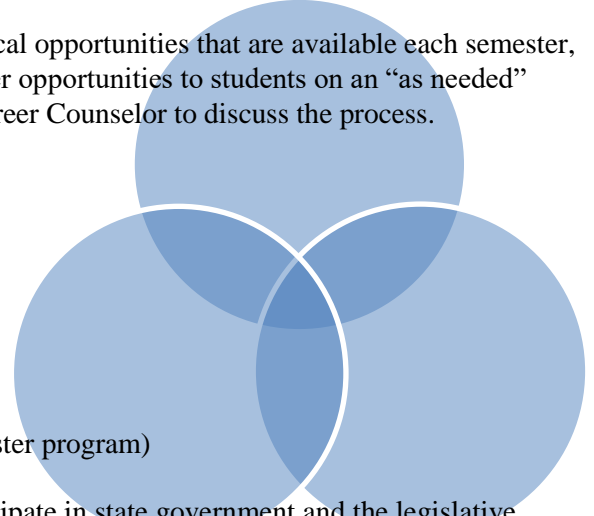 cal opportunities that are available each semester,
er opportunities to students on an “as needed”
reer Counselor to discuss the process.
ster program)
ipate in state government and the legislative